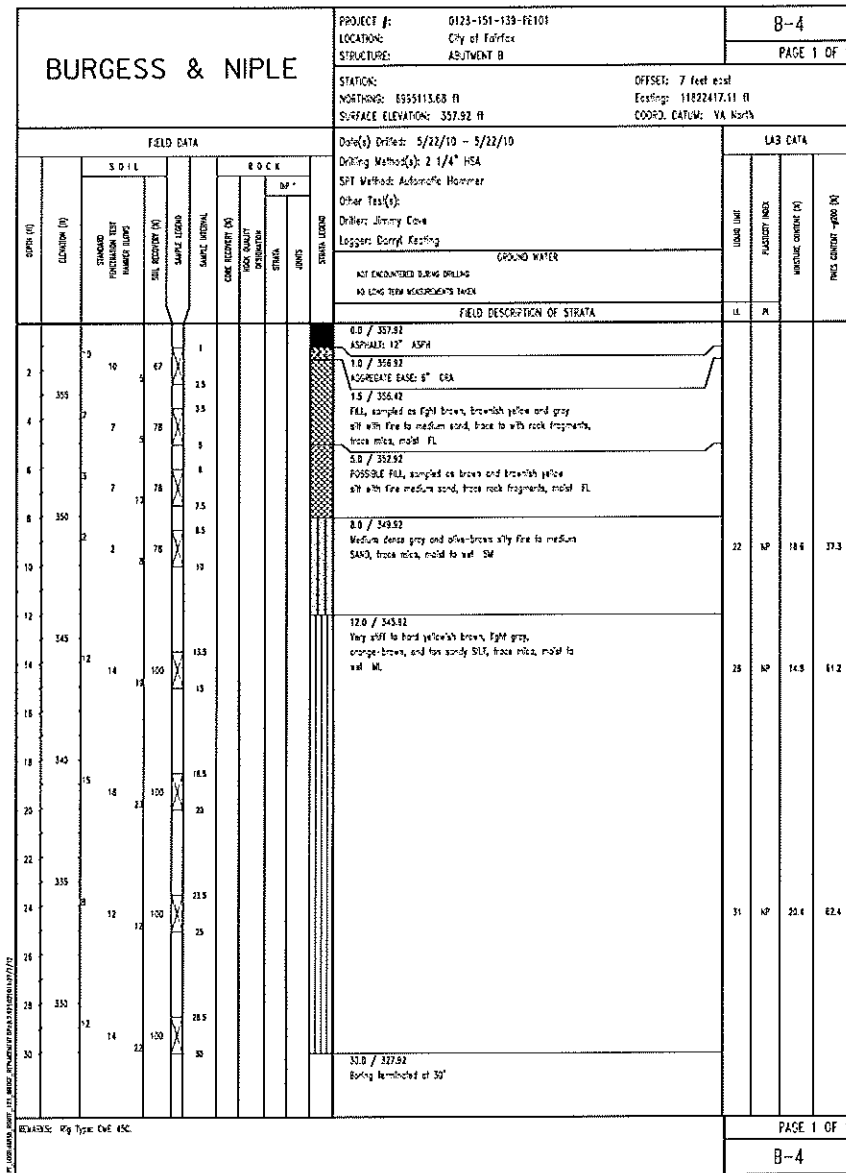 BURGESS & NIPLE
PROJECT #: 0123-151-139-FE101
LOCATION: City of Fairfax
STRUCTURE: ABUTMENT B
B-4
PAGE 1 OF
STATION: OFFSET: 7 feet east
NORTHING: 6995113.68 ft Easting: 11822417.11 ft
SURFACE ELEVATION: 357.92 ft COORD. DATUM: VA North
FIELD DATA
SOIL
ROCK
DIP °
DEPTH (ft)
ELEVATION (ft)
STANDARD PENETRATION TEST HAMMER BLOWS
SOIL RECOVERY (%)
SAMPLE LEGEND
SAMPLE INTERVAL
CORE RECOVERY (%)
ROCK QUALITY DESIGNATION
STRATA
JOINTS
STRATA LEGEND
Date(s) Drilled: 5/22/10 - 5/22/10
Drilling Method(s): 2 1/4" HSA
SPT Method: Automatic Hammer
Other Test(s):
Driller: Jimmy Cave
Logger: Darryl Keating
GROUND WATER
NOT ENCOUNTERED DURING DRILLING
NO LONG TERM MEASUREMENTS TAKEN
FIELD DESCRIPTION OF STRATA
LAB DATA
LIQUID LIMIT
PLASTICITY INDEX
MOISTURE CONTENT (%)
FINES CONTENT -#200 (%)
LL PI
0.0 / 357.92
ASPHALT: 12" ASPH
1.0 / 356.92
AGGREGATE BASE: 6" CRA
1.5 / 356.42
FILL, sampled as light brown, brownish yellow and gray
silt with fine to medium sand, trace to with rock fragments,
trace mica, moist FL
5.0 / 352.92
POSSIBLE FILL, sampled as brown and brownish yellow
silt with fine medium sand, trace rock fragments, moist FL
8.0 / 349.92
Medium dense gray and olive-brown silty fine to medium
SAND, trace mica, moist to wet SM
12.0 / 345.92
Very stiff to hard yellowish brown, light gray,
orange-brown, and tan sandy SILT, trace mica, moist to
wet ML
30.0 / 327.92
Boring terminated at 30'
10 67 1
2 2.5
355
3.5
4 7 7 78
5
6 7 78 6
7.5
8 350
8.5
2 2 78 22 NP 18.6 37.3
10 10
12
345
13.5
14 12 14 100 14.9 NP
15
16
340
18.5
18 15 18 100
20 20
22
335
23.5
24 12 100 31 NP 20.4 62.4
25
26
28
28.5
12 14 22 100
30 30
REMARKS: Rig Type: CME 45C.
PAGE 1 OF
B-4